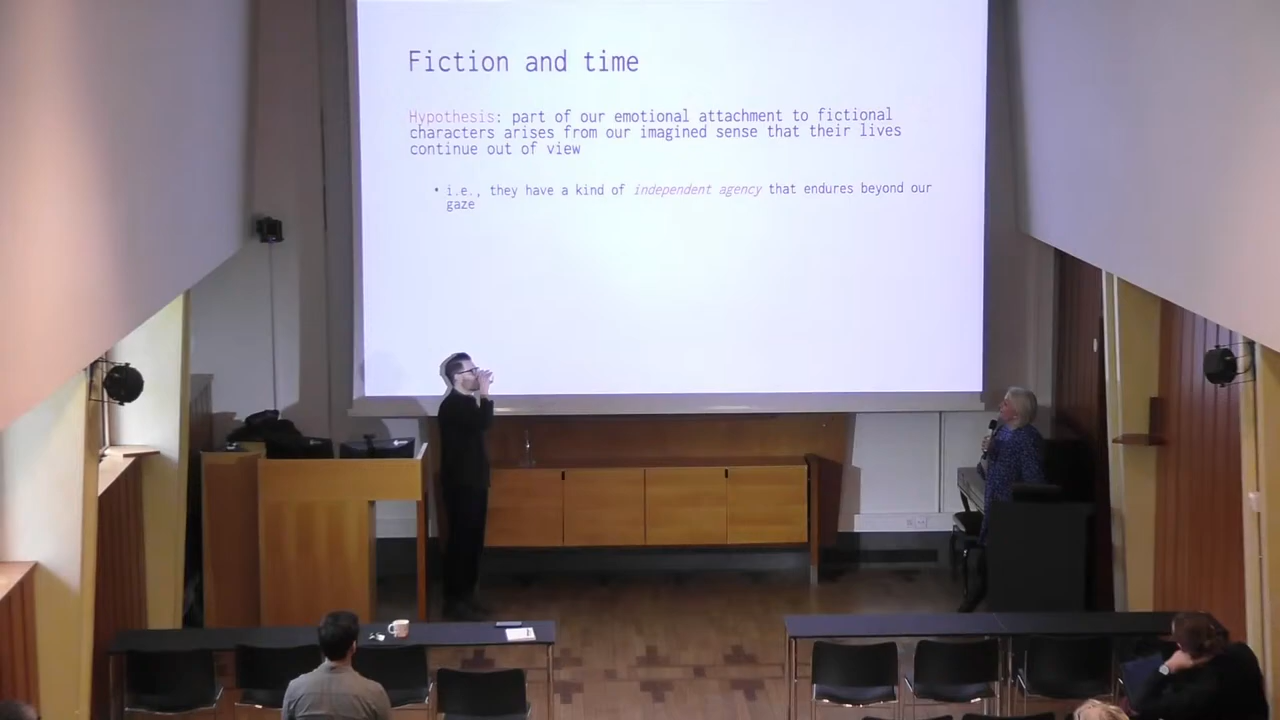 Fiction and time
Hypothesis: part of our emotional attachment to fictional
characters arises from our imagined sense that their lives
continue out of view
• i.e., they have a kind of independent agency that endures beyond our
gaze